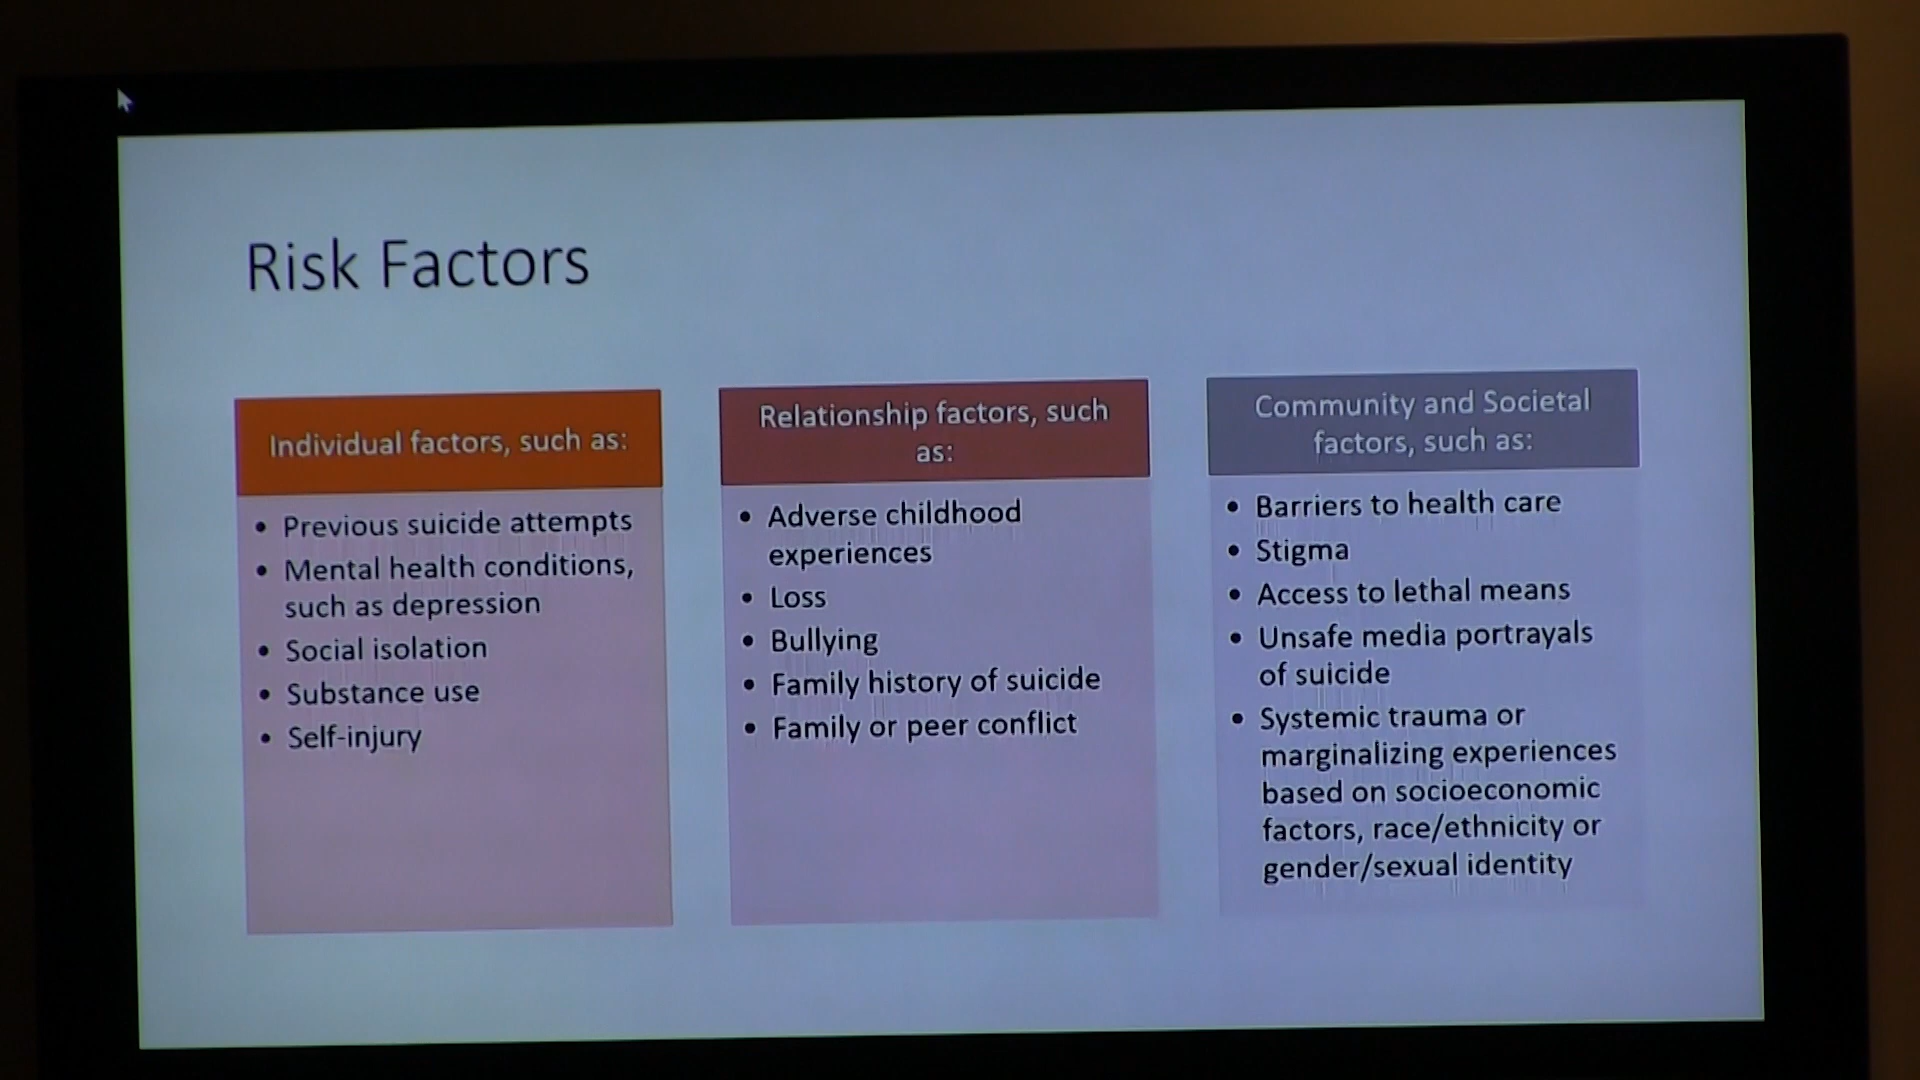 Risk Factors
Individual factors, such as:
• Previous suicide attempts
• Mental health conditions,
such as depression
• Social isolation
• Substance use
• Self-injury
Relationship factors, such
as:
• Adverse childhood
experiences
• Loss
• Bullying
• Family history of suicide
• Family or peer conflict
Community and Societal
factors, such as:
• Barriers to health care
• Stigma
• Access to lethal means
• Unsafe media portrayals
of suicide
• Systemic trauma or
marginalizing experiences
based on socioeconomic
factors, race/ethnicity or
gender/sexual identity